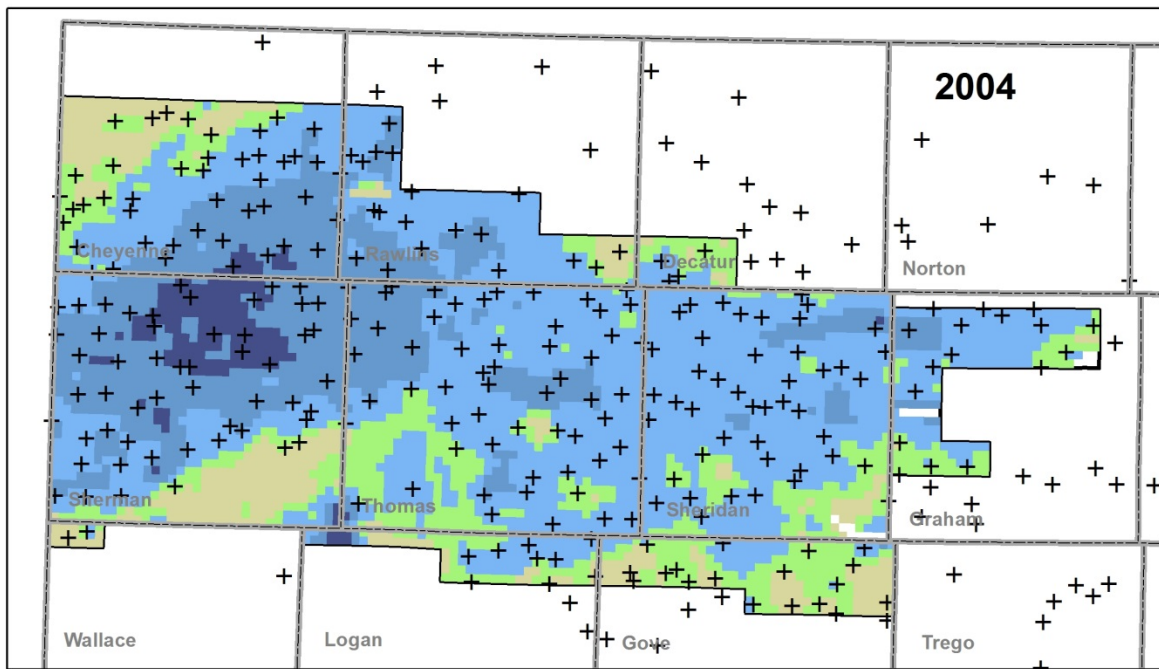 2004
Cheyenne
Rawlins
Decatur
Norton
Sherman
Thomas
Sheridan
Graham
Wallace
Logan
Gove
Trego